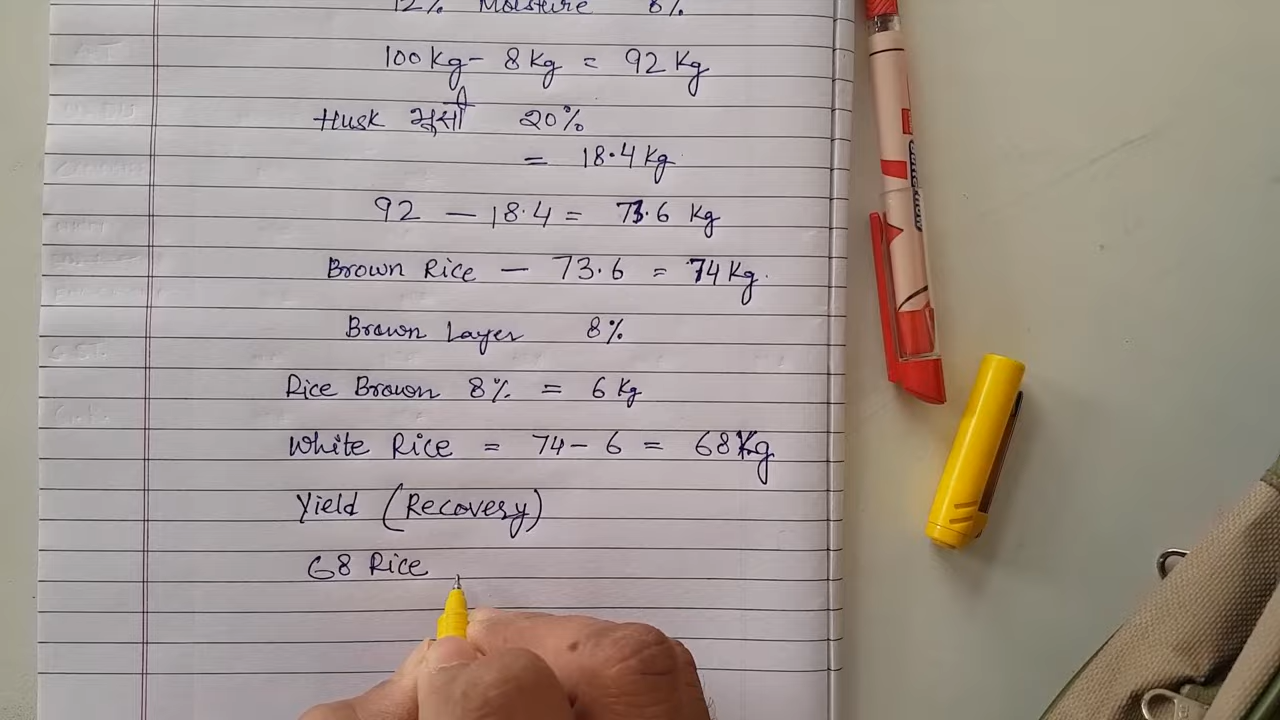 12% Moisture 8%
100 Kg - 8 Kg = 92 Kg
Husk भूसी 20%
= 18.4 Kg
92 - 18.4 = 73.6 Kg
Brown Rice - 73.6 = 74 Kg.
Brown Layer 8%
Rice Brown 8% = 6 Kg
White Rice = 74 - 6 = 68 Kg
Yield (Recovery)
68 Rice